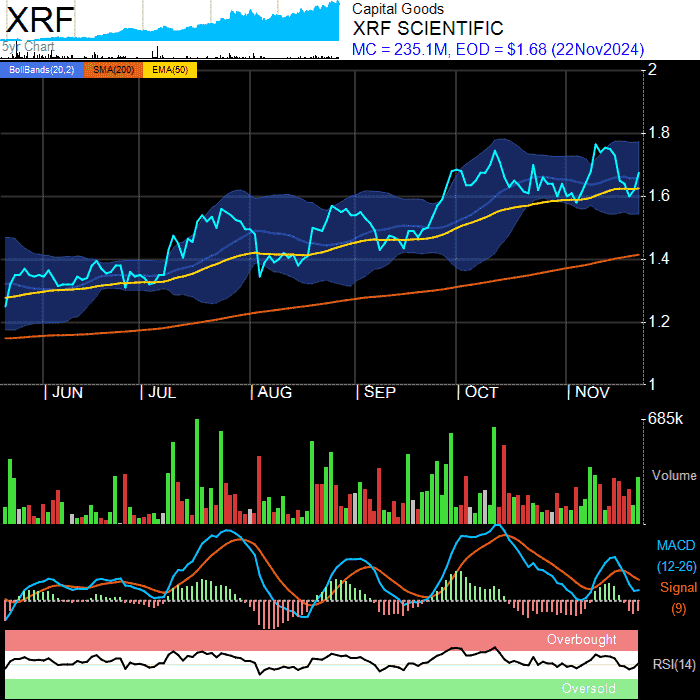 XRF
5yr Chart
Capital Goods
XRF SCIENTIFIC
MC = 235.1M, EOD = $1.68 (22Nov2024)
BollBands(20,2) SMA(200) EMA(50)
2
1.8
1.6
1.4
1.2
1
JUN JUL AUG SEP OCT NOV
685k
Volume
MACD
(12-26)
Signal
(9)
Overbought
RSI(14)
Oversold